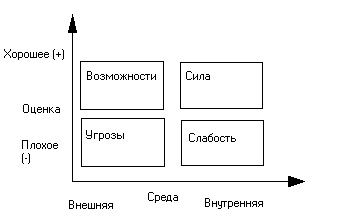 Хорошее (+)
Возможности
Сила
Оценка
Плохое
(-)
Угрозы
Слабость
Внешняя
Среда
Внутренняя